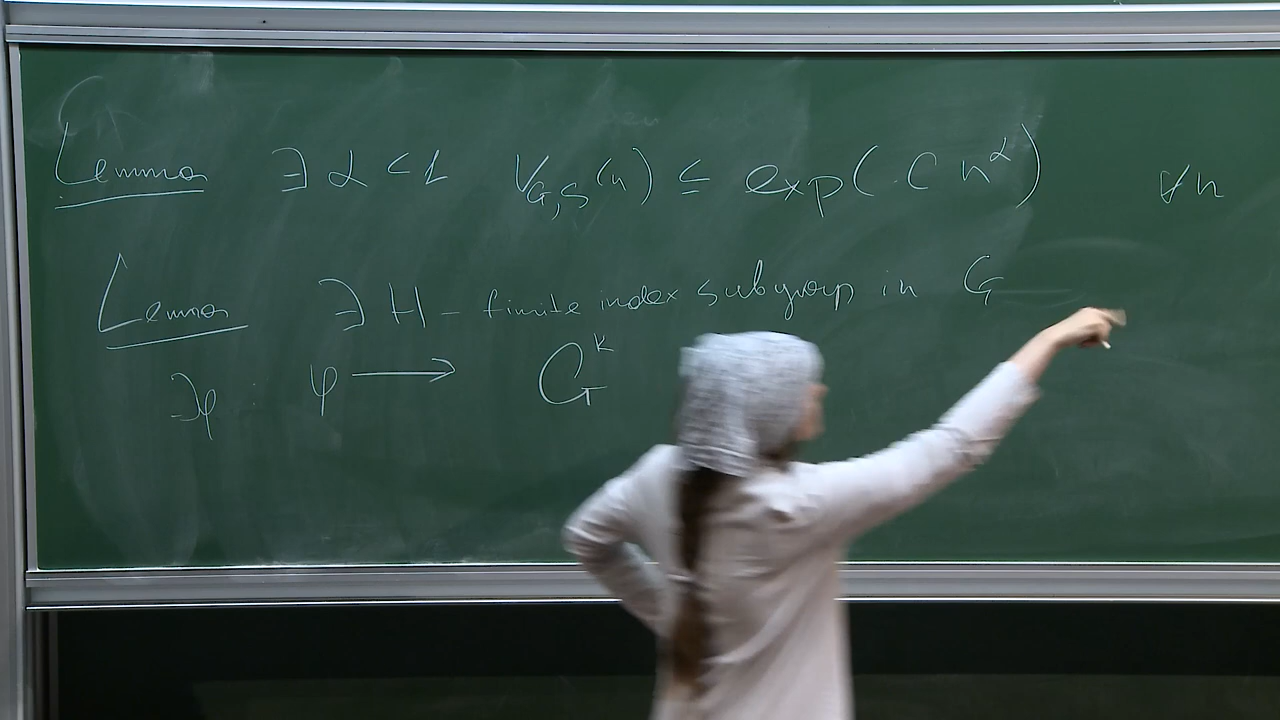 Lemma ∃ α < 1 V_{G,S}(n) ≤ exp(C n^α) ∀n
Lemma ∃ H - finite index subgroup in G
∃φ : φ ⟶ G^k